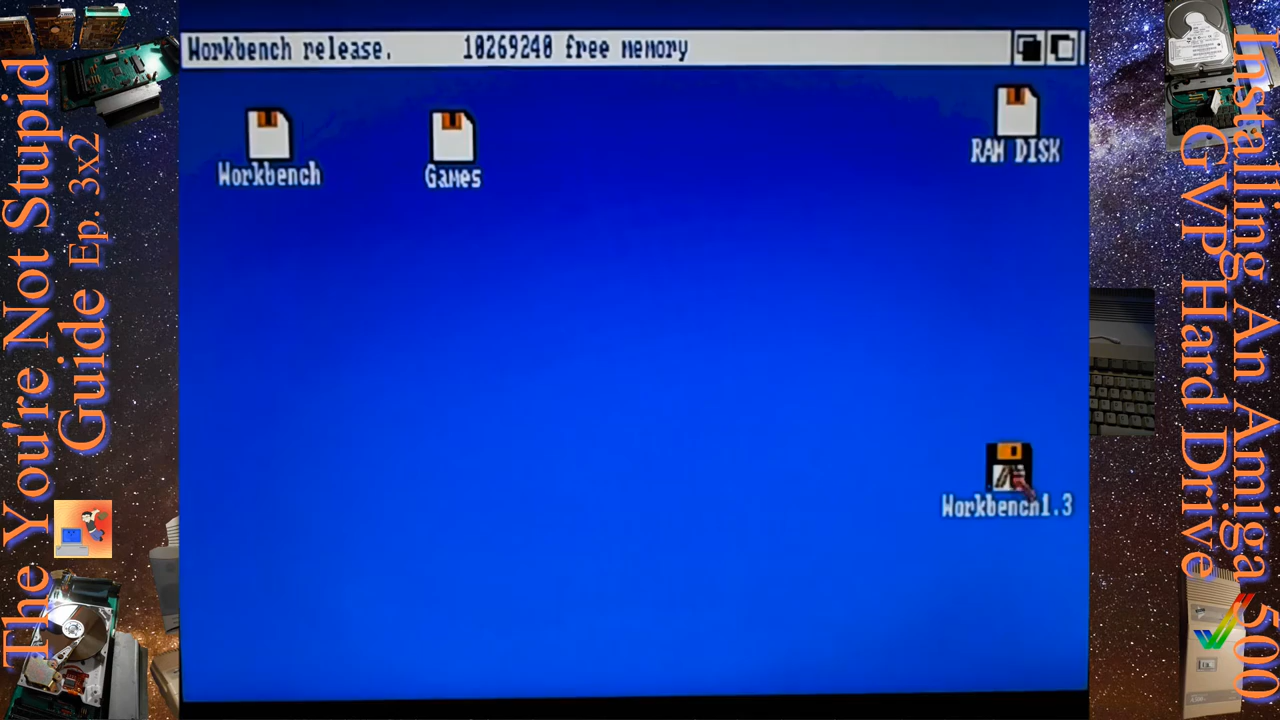 The You're Not Stupid
Guide Ep. 3x2
Workbench release. 10269240 free memory
Workbench
Games
RAM DISK
Workbench1.3
Installing An Amiga 500
GVP Hard Drive